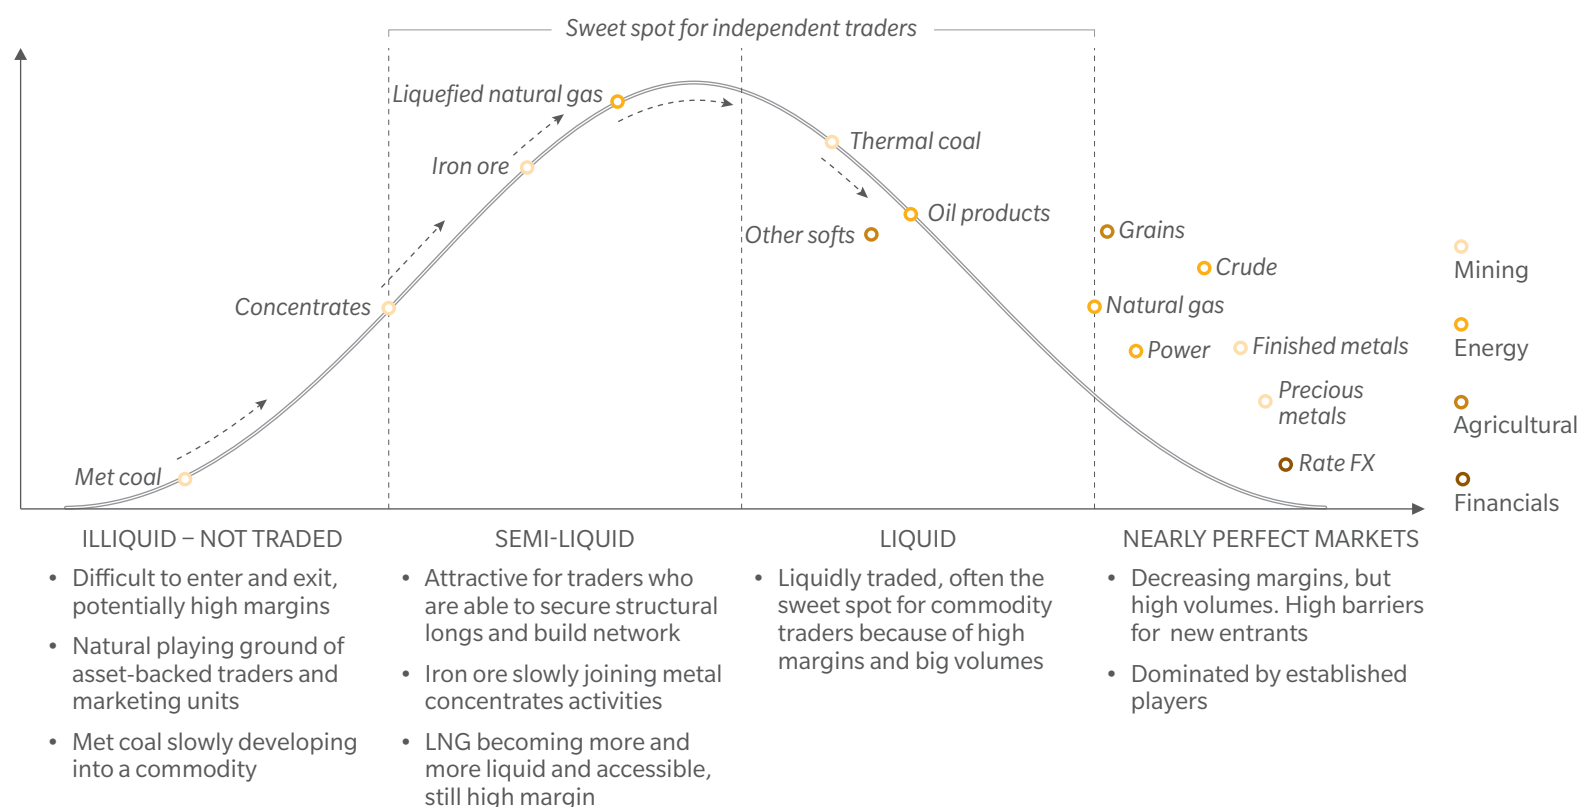 Sweet spot for independent traders
Liquefied natural gas
Iron ore
Concentrates
Met coal
Thermal coal
Oil products
Other softs
Grains
Crude
Natural gas
Power
Finished metals
Precious
metals
Rate FX
Mining
Energy
Agricultural
Financials
ILLIQUID – NOT TRADED
• Difficult to enter and exit,
potentially high margins
• Natural playing ground of
asset-backed traders and
marketing units
• Met coal slowly developing
into a commodity
SEMI-LIQUID
• Attractive for traders who
are able to secure structural
longs and build network
• Iron ore slowly joining metal
concentrates activities
• LNG becoming more and
more liquid and accessible,
still high margin
LIQUID
• Liquidly traded, often the
sweet spot for commodity
traders because of high
margins and big volumes
NEARLY PERFECT MARKETS
• Decreasing margins, but
high volumes. High barriers
for new entrants
• Dominated by established
players